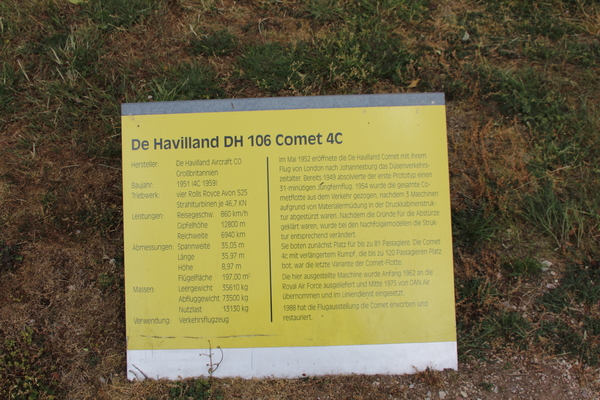 De Havilland DH 106 Comet 4C
Hersteller: De Havilland Aircraft CO
Großbritannien
Baujahr: 1951 (4C 1959)
Triebwerk: vier Rolls Royce Avon 525
Strahlturbinen je 46,7 KN
Leistungen: Reisegeschw. 860 km/h
Gipfelhöhe 12800 m
Reichweite 6940 km
Abmessungen: Spannweite 35,05 m
Länge 35,97 m
Höhe 8,97 m
Flügelfläche 197,00 m²
Massen: Leergewicht 35610 kg
Abfluggewicht 73500 kg
Nutzlast 13130 kg
Verwendung: Verkehrsflugzeug
Im Mai 1952 eröffnete die De Havilland Comet mit ihrem
Flug von London nach Johannesburg das Düsenverkehrs-
zeitalter. Bereits 1949 absolvierte der erste Prototyp einen
31-minütigen Jungfernflug. 1954 wurde die gesamte Co-
metflotte aus dem Verkehr gezogen, nachdem 3 Maschinen
aufgrund von Materialermüdung in der Druckkabinenstruk-
tur abgestürzt waren. Nachdem die Gründe für die Abstürze
geklärt waren, wurde bei den Nachfolgemodellen die Struk-
tur entsprechend verändert.
Sie boten zunächst Platz für bis zu 81 Passagiere. Die Comet
4c mit verlängertem Rumpf, die bis zu 120 Passagieren Platz
bot, war die letzte Variante der Comet-Flotte.
Die hier ausgestellte Maschine wurde Anfang 1962 an die
Royal Air Force ausgeliefert und Mitte 1975 von DAN Air
übernommen und im Liniendienst eingesetzt.
1988 hat die Flugausstellung die Comet erworben und
restauriert.